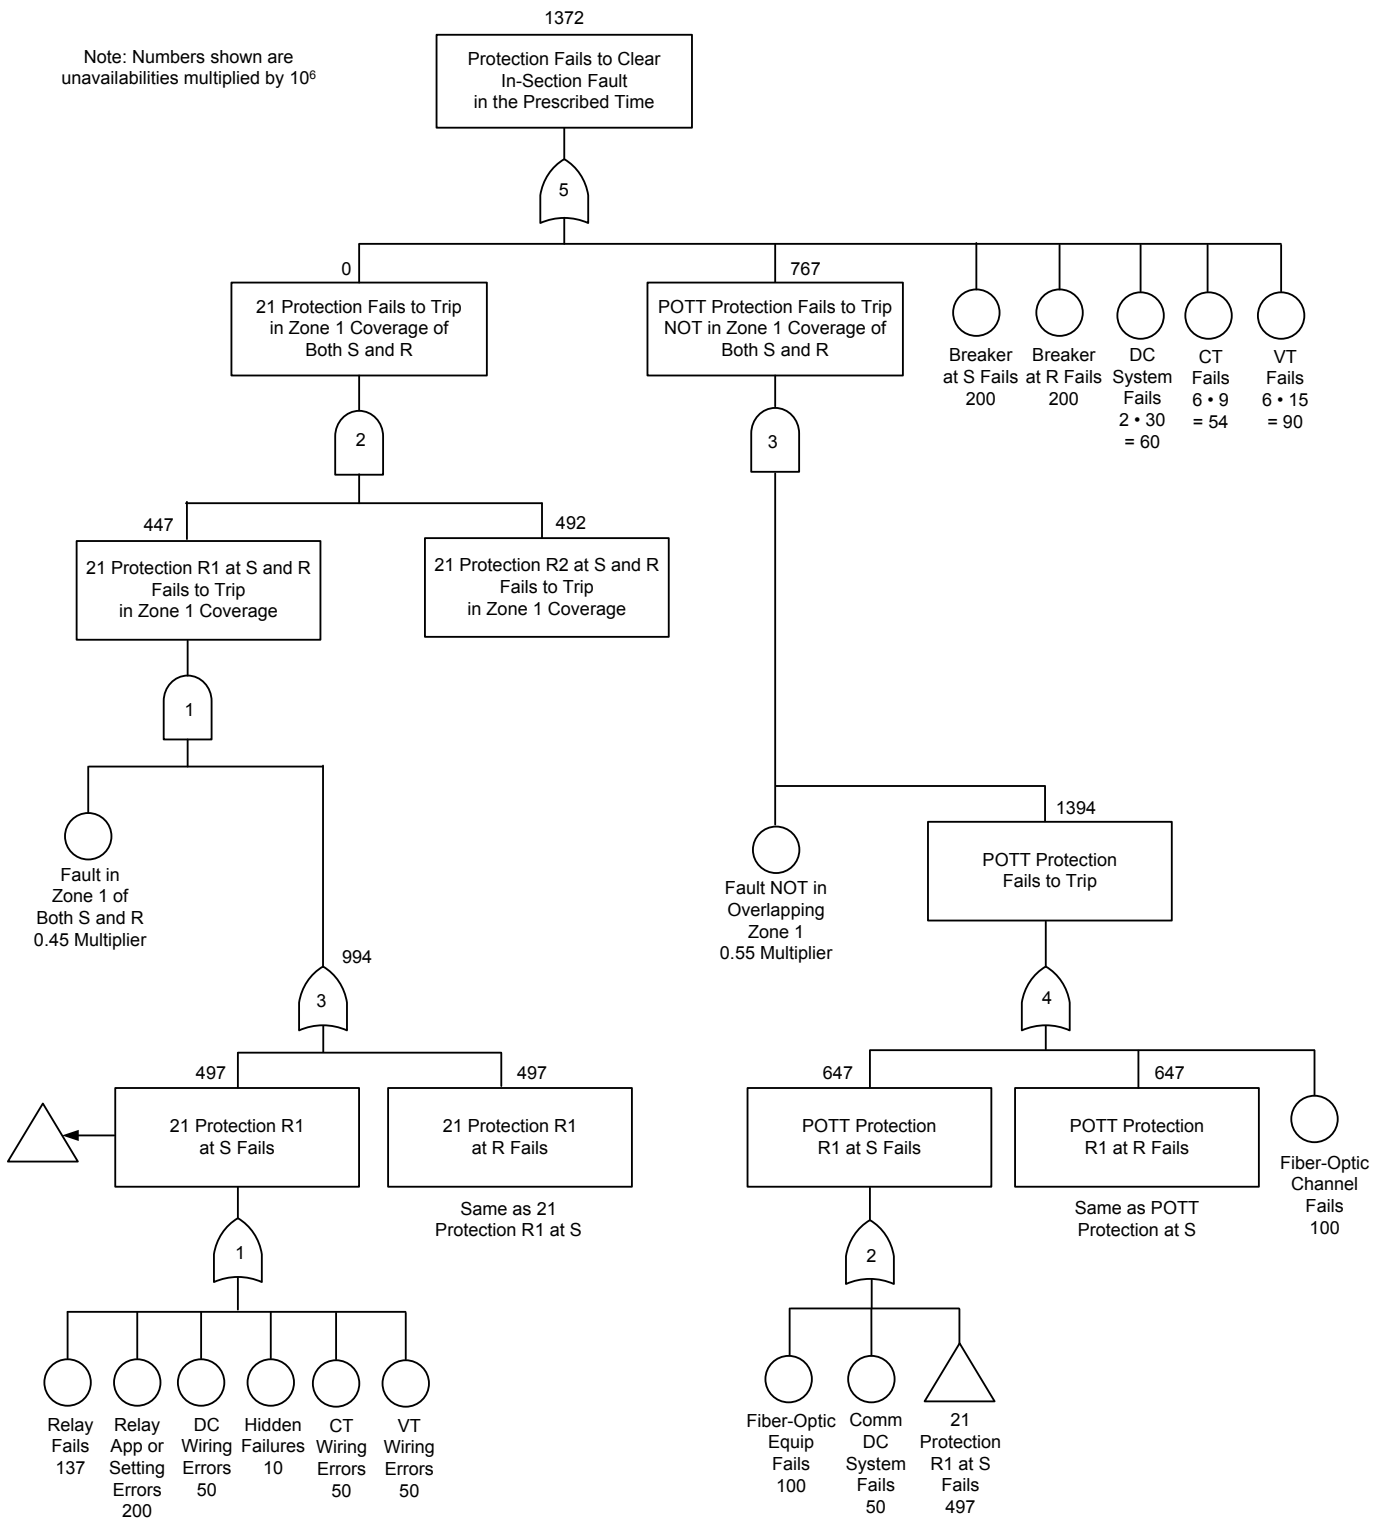 1372
Note: Numbers shown are
unavailabilities multiplied by 10⁶
Protection Fails to Clear
In-Section Fault
in the Prescribed Time
5
0
21 Protection Fails to Trip
in Zone 1 Coverage of
Both S and R
767
POTT Protection Fails to Trip
NOT in Zone 1 Coverage of
Both S and R
Breaker
at S Fails
200
Breaker
at R Fails
200
DC
System
Fails
2 • 30
= 60
CT
Fails
6 • 9
= 54
VT
Fails
6 • 15
= 90
2
3
447
21 Protection R1 at S and R
Fails to Trip
in Zone 1 Coverage
492
21 Protection R2 at S and R
Fails to Trip
in Zone 1 Coverage
1
Fault in
Zone 1 of
Both S and R
0.45 Multiplier
Fault NOT in
Overlapping
Zone 1
0.55 Multiplier
1394
POTT Protection
Fails to Trip
994
3
4
497
21 Protection R1
at S Fails
497
21 Protection R1
at R Fails
Same as 21
Protection R1 at S
647
POTT Protection
R1 at S Fails
647
POTT Protection
R1 at R Fails
Same as POTT
Protection at S
Fiber-Optic
Channel
Fails
100
1
2
Relay
Fails
137
Relay
App or
Setting
Errors
200
DC
Wiring
Errors
50
Hidden
Failures
10
CT
Wiring
Errors
50
VT
Wiring
Errors
50
Fiber-Optic
Equip
Fails
100
Comm
DC
System
Fails
50
21
Protection
R1 at S
Fails
497